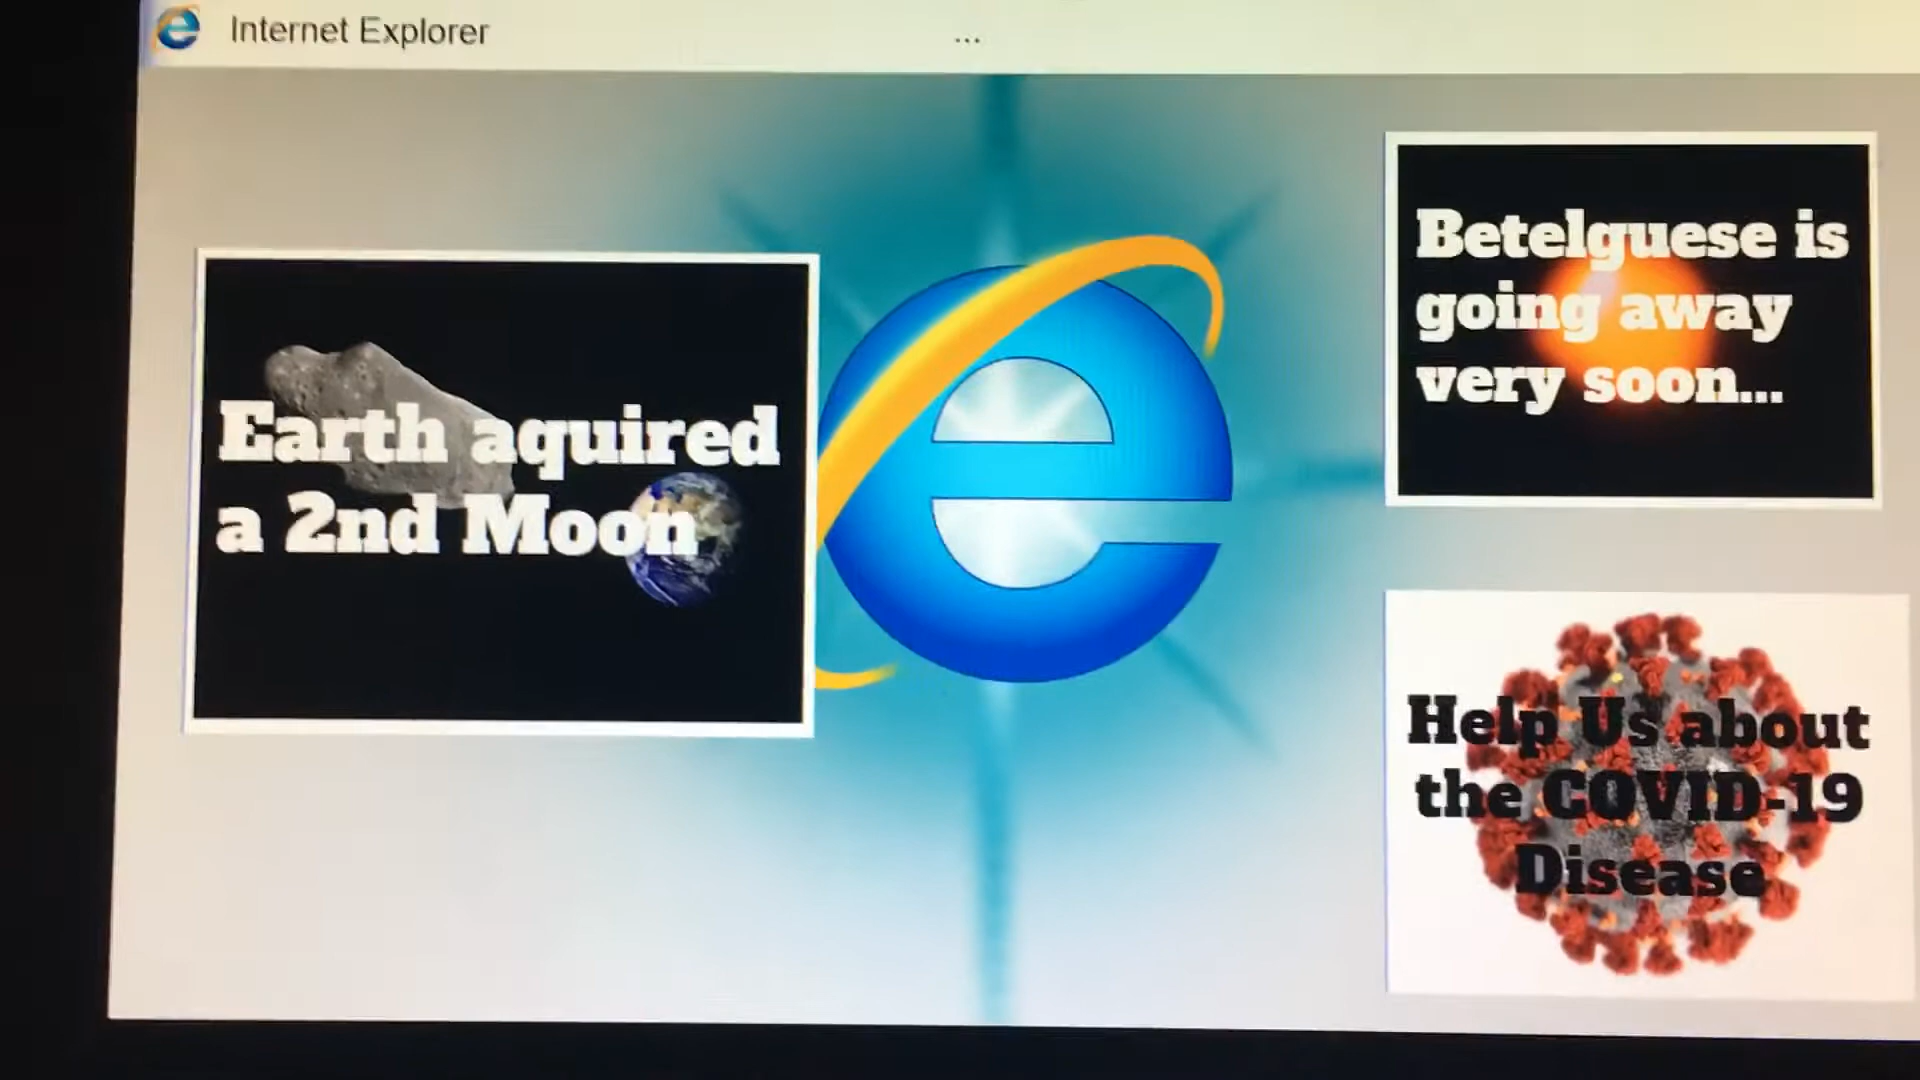 Internet Explorer
...
Earth aquired
a 2nd Moon
Betelguese is
going away
very soon...
Help Us about
the COVID-19
Disease